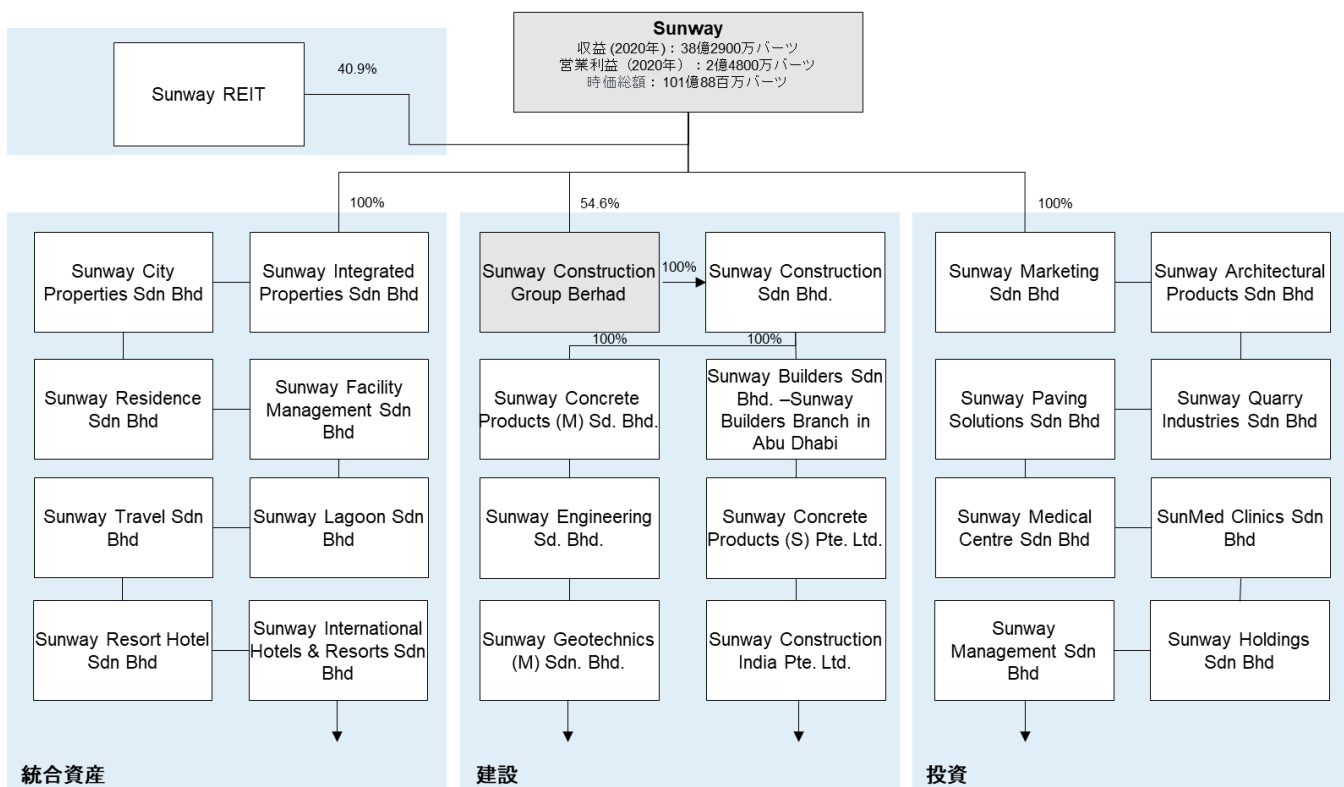 Sunway
収益 (2020年)：38億2900万バーツ
営業利益（2020年）：2億4800万バーツ
時価総額：101億88百万バーツ
Sunway REIT
40.9%
100%
54.6%
100%
Sunway City
Properties Sdn Bhd
Sunway Integrated
Properties Sdn Bhd
Sunway Residence
Sdn Bhd
Sunway Facility
Management Sdn
Bhd
Sunway Travel Sdn
Bhd
Sunway Lagoon Sdn
Bhd
Sunway Resort Hotel
Sdn Bhd
Sunway International
Hotels & Resorts Sdn
Bhd
統合資産
Sunway Construction
Group Berhad
100%
Sunway Construction
Sdn Bhd.
100%
100%
Sunway Concrete
Products (M) Sd. Bhd.
Sunway Builders Sdn
Bhd. –Sunway
Builders Branch in
Abu Dhabi
Sunway Engineering
Sd. Bhd.
Sunway Concrete
Products (S) Pte. Ltd.
Sunway Geotechnics
(M) Sdn. Bhd.
Sunway Construction
India Pte. Ltd.
建設
Sunway Marketing
Sdn Bhd
Sunway Architectural
Products Sdn Bhd
Sunway Paving
Solutions Sdn Bhd
Sunway Quarry
Industries Sdn Bhd
Sunway Medical
Centre Sdn Bhd
SunMed Clinics Sdn
Bhd
Sunway
Management Sdn
Bhd
Sunway Holdings
Sdn Bhd
投資